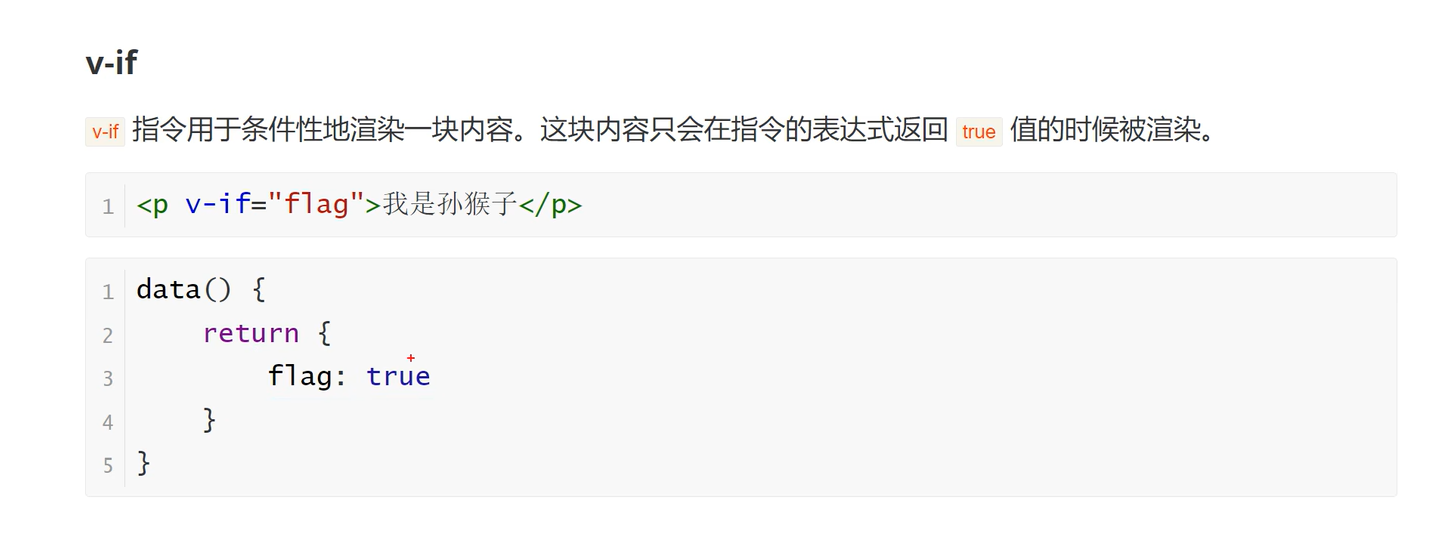 v-if
v-if 指令用于条件性地渲染一块内容。这块内容只会在指令的表达式返回 true 值的时候被渲染。
1 <p v-if="flag">我是孙猴子</p>
1 data() {
2     return {
3         flag: true
4     }
5 }